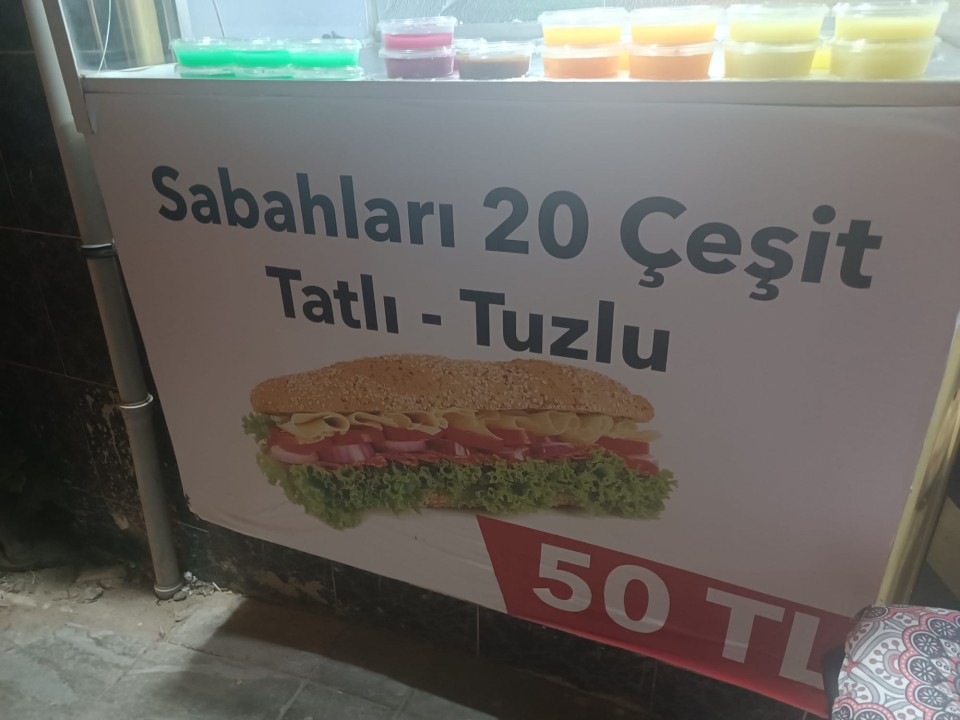 Sabahları 20 Çeşit
Tatlı - Tuzlu
50 TL